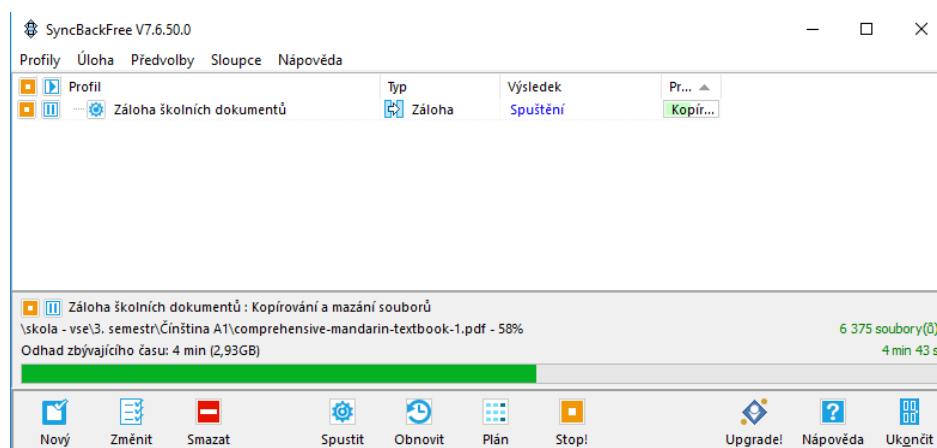 SyncBackFree V7.6.50.0
Profily Úloha Předvolby Sloupce Nápověda
Profil Typ Výsledek Pr...
Záloha školních dokumentů Záloha Spuštění Kopír...
Záloha školních dokumentů : Kopírování a mazání souborů
\skola - vse\3. semestr\Čínština A1\comprehensive-mandarin-textbook-1.pdf - 58% 6 375 soubory(ů)
Odhad zbývajícího času: 4 min (2,93GB) 4 min 43 s
Nový Změnit Smazat Spustit Obnovit Plán Stop! Upgrade! Nápověda Ukončit